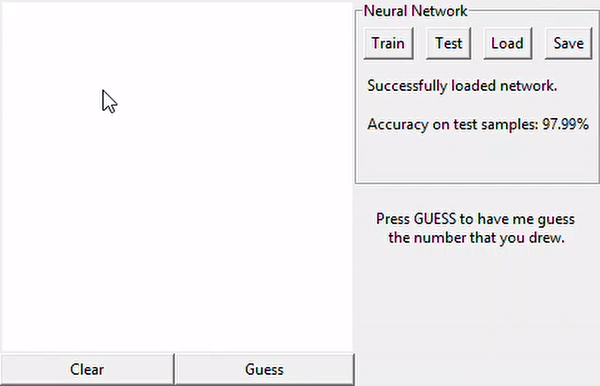 Neural Network
Train Test Load Save
Successfully loaded network.
Accuracy on test samples: 97.99%
Press GUESS to have me guess
the number that you drew.
Clear Guess